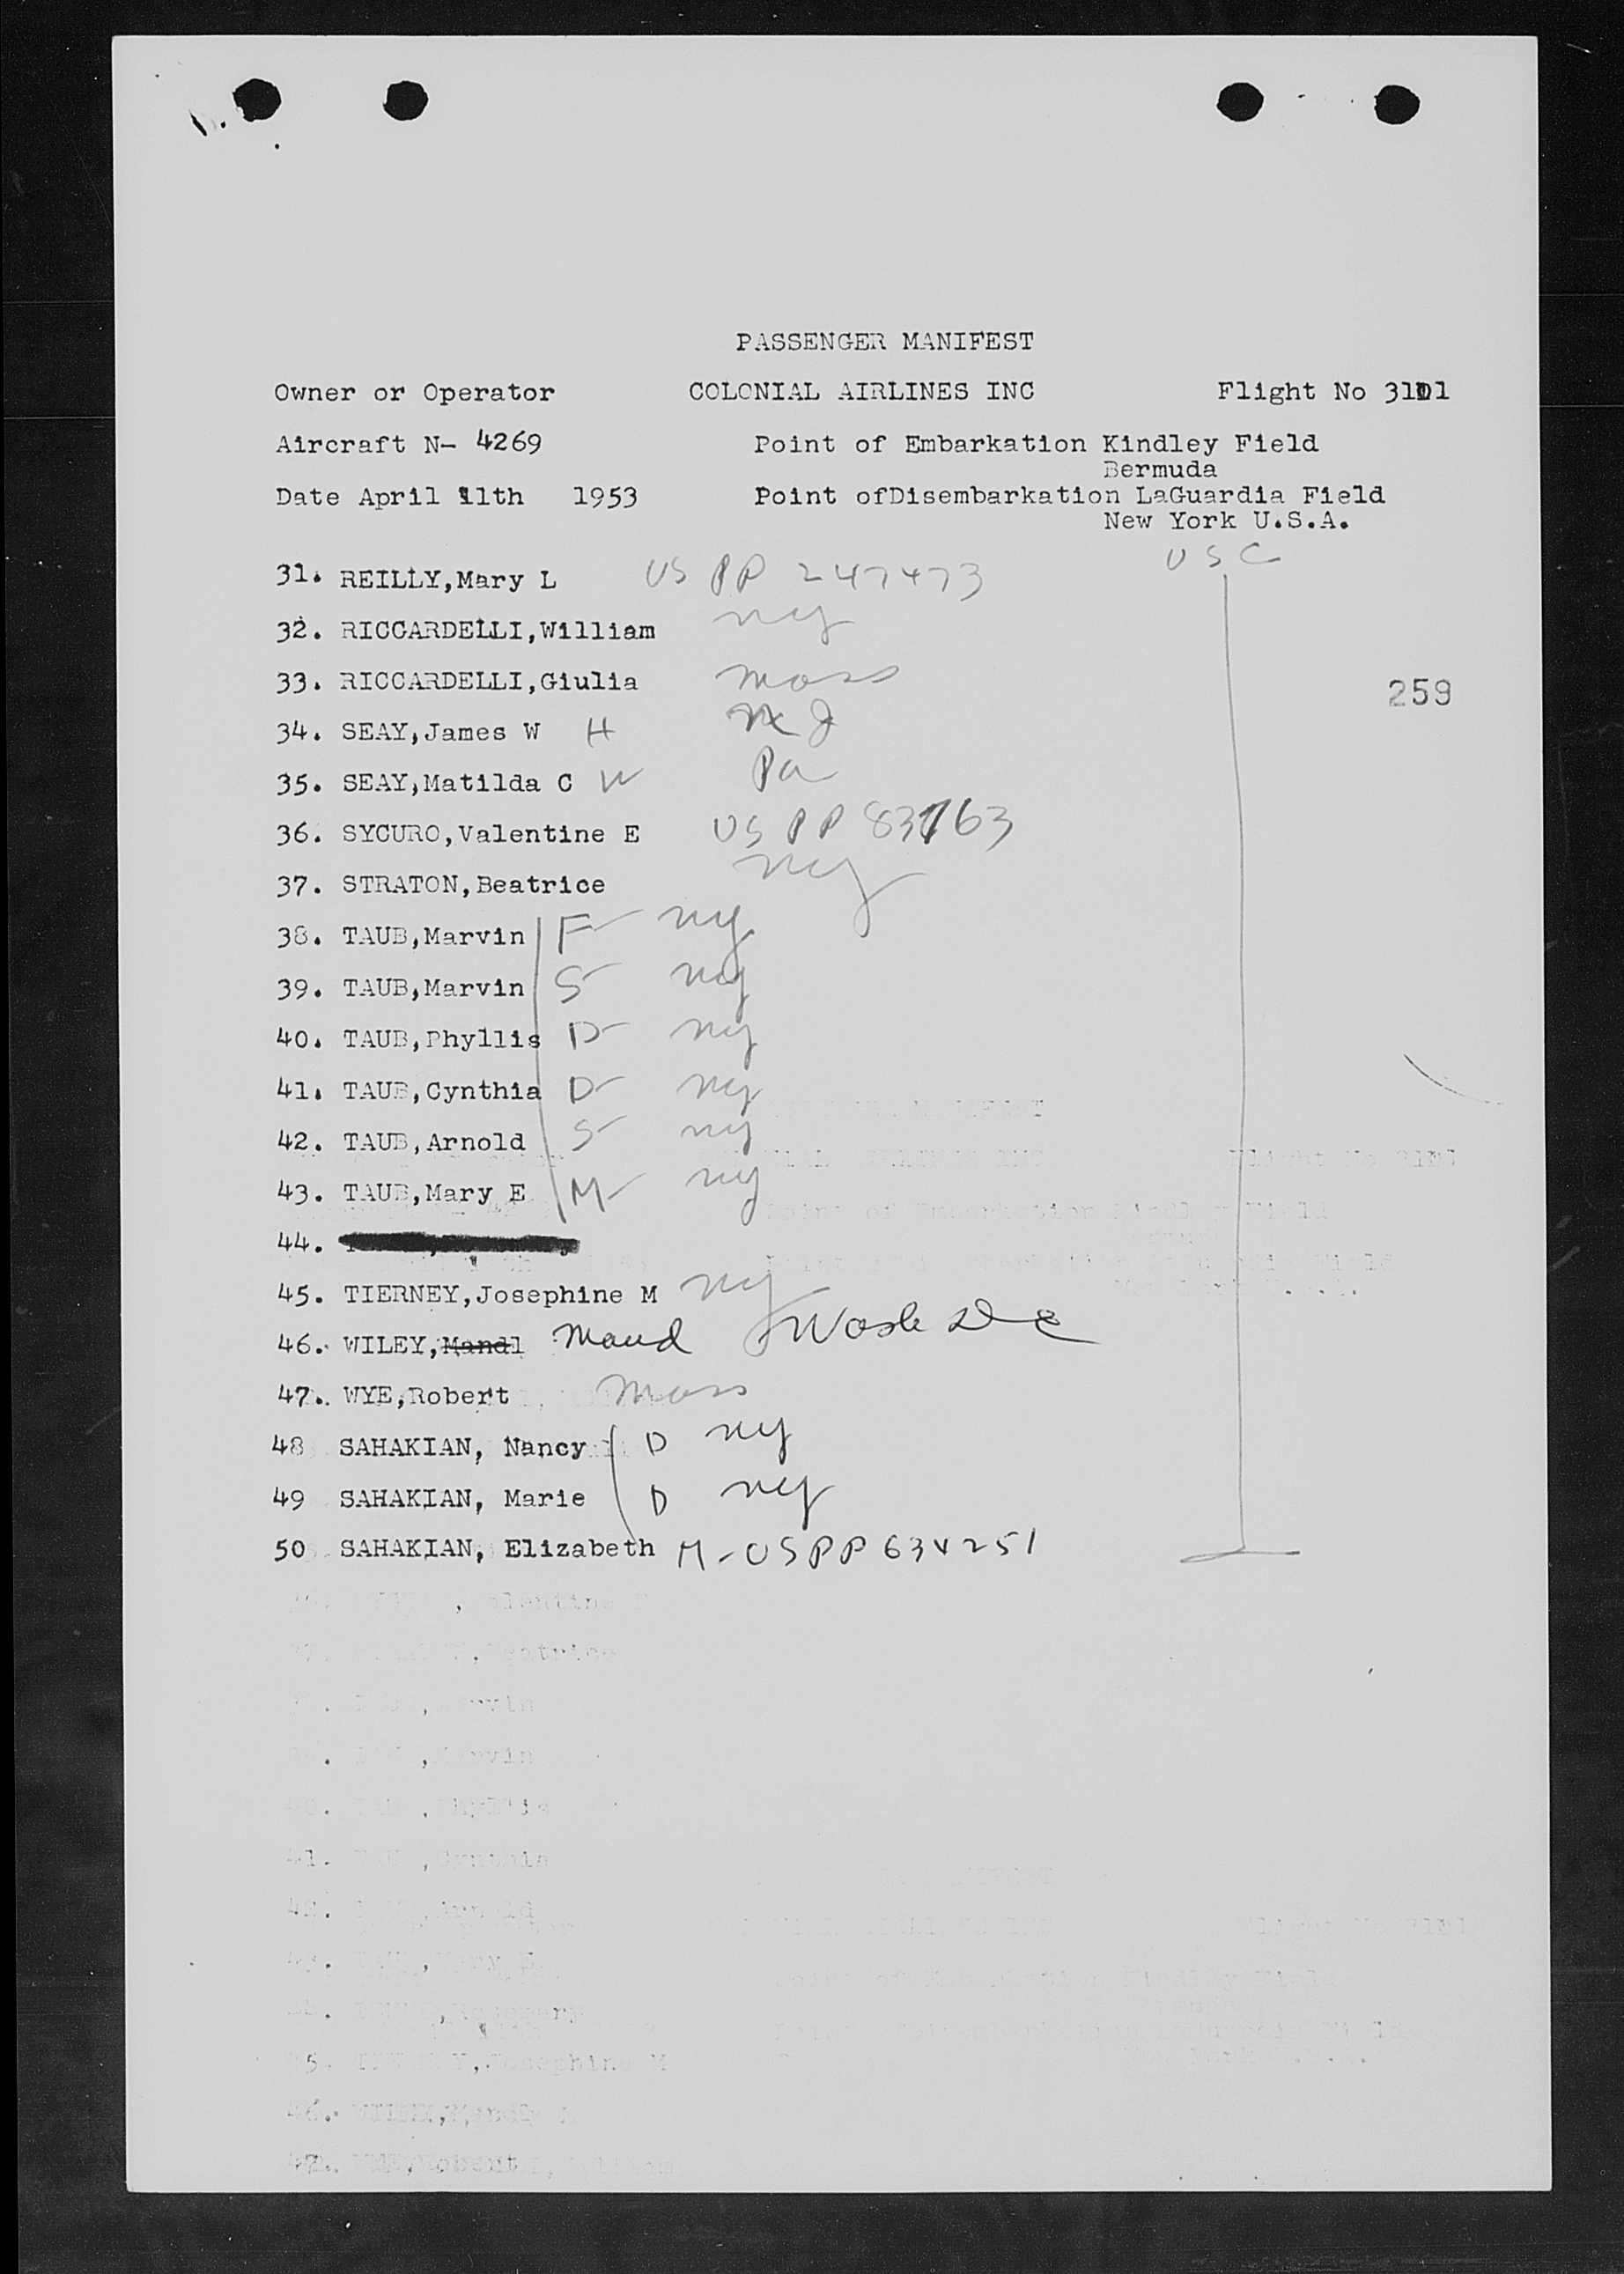 PASSENGER MANIFEST
Owner or Operator COLONIAL AIRLINES INC Flight No 3101
Aircraft N- 4269 Point of Embarkation Kindley Field
Bermuda
Date April 11th 1953 Point ofDisembarkation LaGuardia Field
New York U.S.A.
USC
31. REILLY,Mary L US PP 247473
32. RICCARDELLI,William NY
33. RICCARDELLI,Giulia Mass
259
34. SEAY,James W H NJ
35. SEAY,Matilda C W Pa
36. SYCURO,Valentine E US PP 83763
37. STRATON,Beatrice NY
38. TAUB,Marvin F- NY
39. TAUB,Marvin S- NY
40. TAUB,Phyllis D- NY
41. TAUB,Cynthia D- NY
42. TAUB,Arnold S- NY
43. TAUB,Mary E M- NY
44.
45. TIERNEY,Josephine M NY
46. WILEY,Mandl Maud Wash DC
47. WYE,Robert Mass
48 SAHAKIAN, Nancy D NY
49 SAHAKIAN, Marie D NY
50 SAHAKIAN, Elizabeth M-USPP 634251